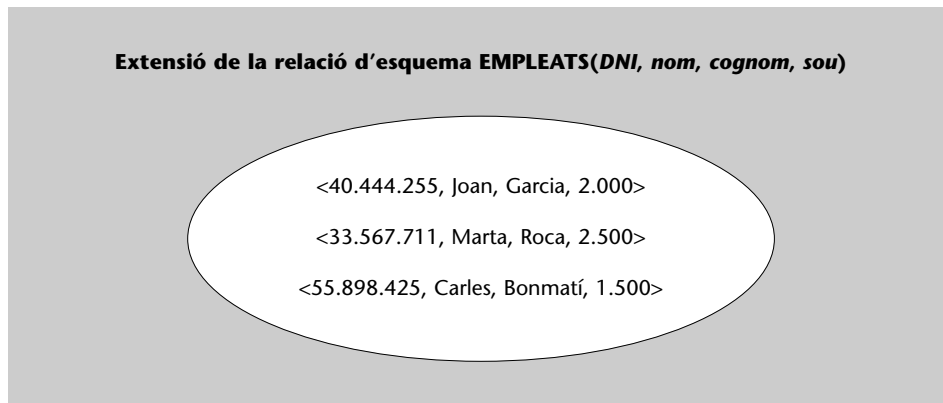 Extensió de la relació d'esquema EMPLEATS(DNI, nom, cognom, sou)
<40.444.255, Joan, Garcia, 2.000>
<33.567.711, Marta, Roca, 2.500>
<55.898.425, Carles, Bonmatí, 1.500>